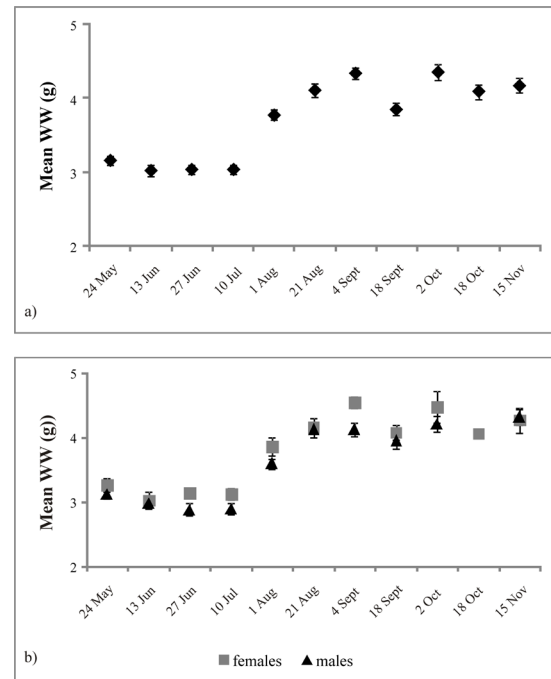 5
4
3
2
Mean WW (g)
24 May
13 Jun
27 Jun
10 Jul
1 Aug
21 Aug
4 Sept
18 Sept
2 Oct
18 Oct
15 Nov
a)
5
4
3
2
Mean WW (g))
24 May
13 Jun
27 Jun
10 Jul
1 Aug
21 Aug
4 Sept
18 Sept
2 Oct
18 Oct
15 Nov
b)
females males